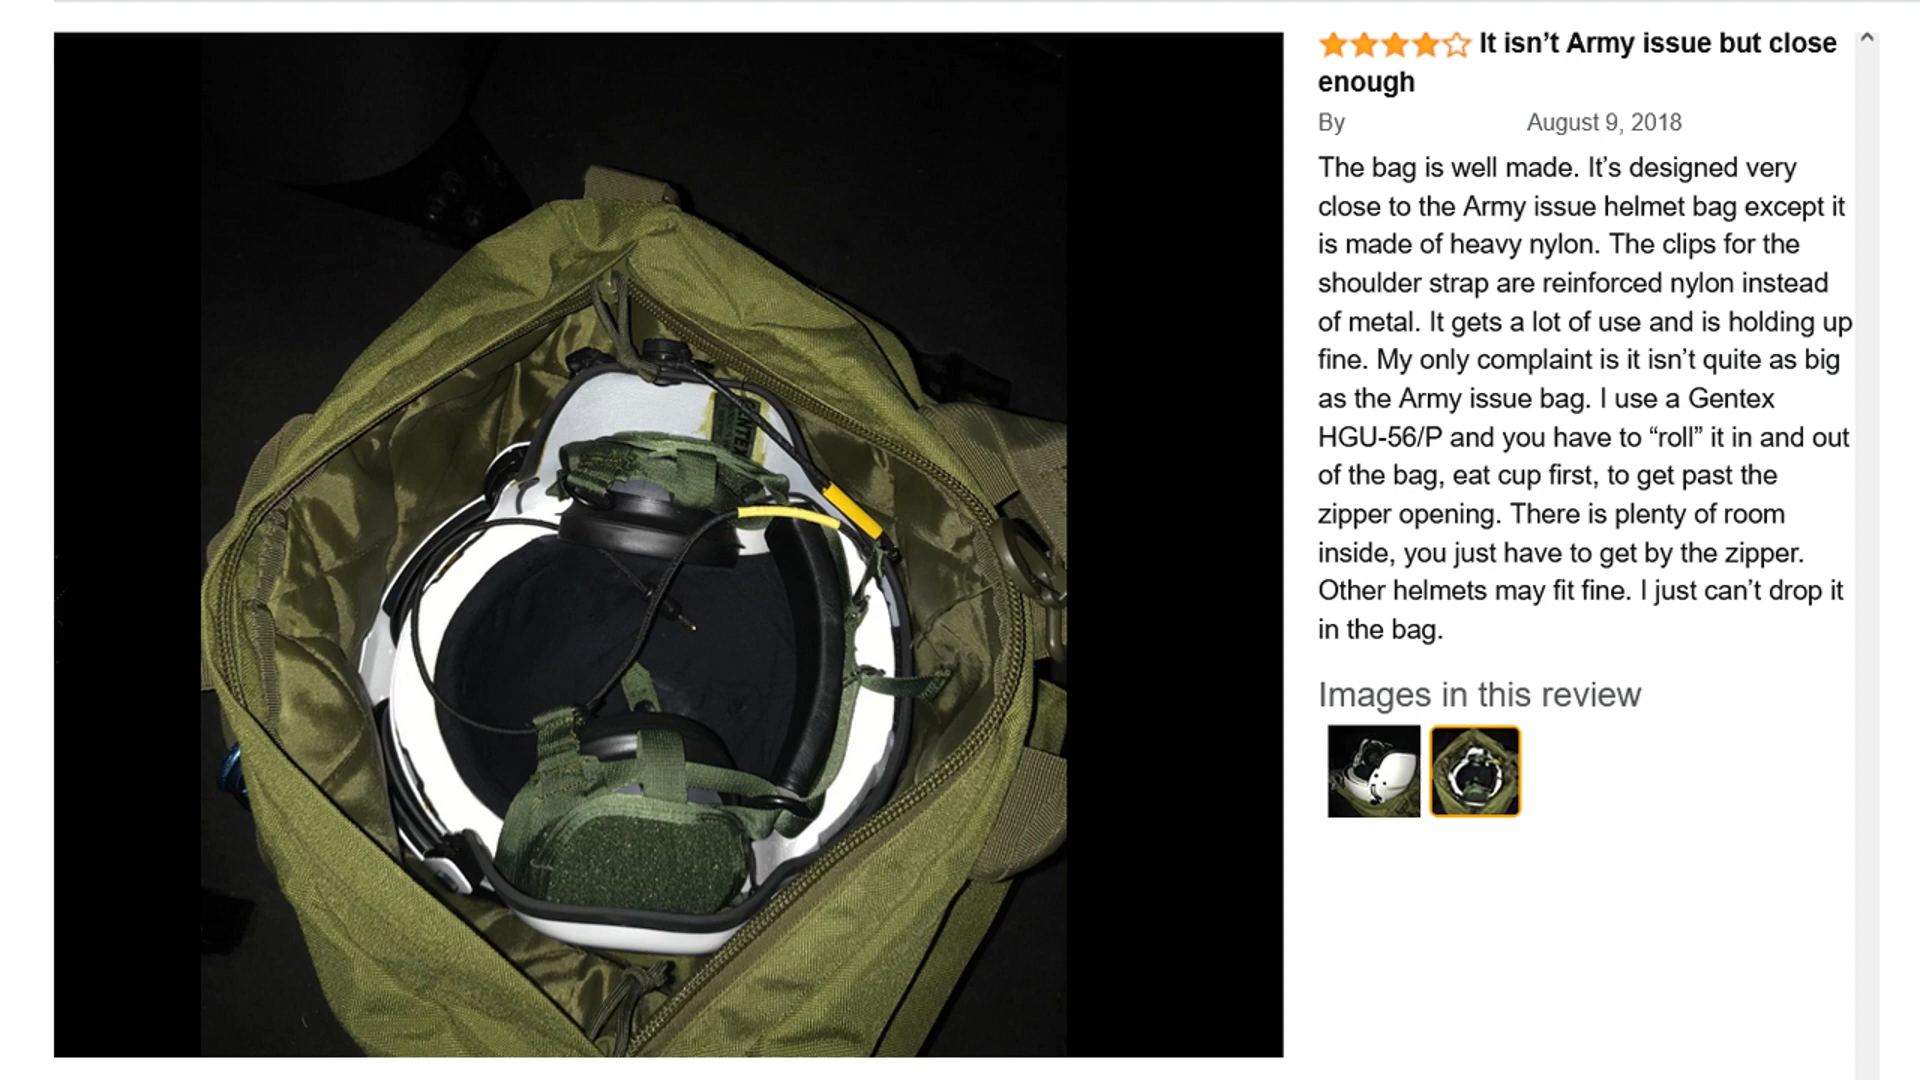 It isn’t Army issue but close
enough
By August 9, 2018
The bag is well made. It’s designed very
close to the Army issue helmet bag except it
is made of heavy nylon. The clips for the
shoulder strap are reinforced nylon instead
of metal. It gets a lot of use and is holding up
fine. My only complaint is it isn’t quite as big
as the Army issue bag. I use a Gentex
HGU-56/P and you have to “roll” it in and out
of the bag, eat cup first, to get past the
zipper opening. There is plenty of room
inside, you just have to get by the zipper.
Other helmets may fit fine. I just can’t drop it
in the bag.
Images in this review